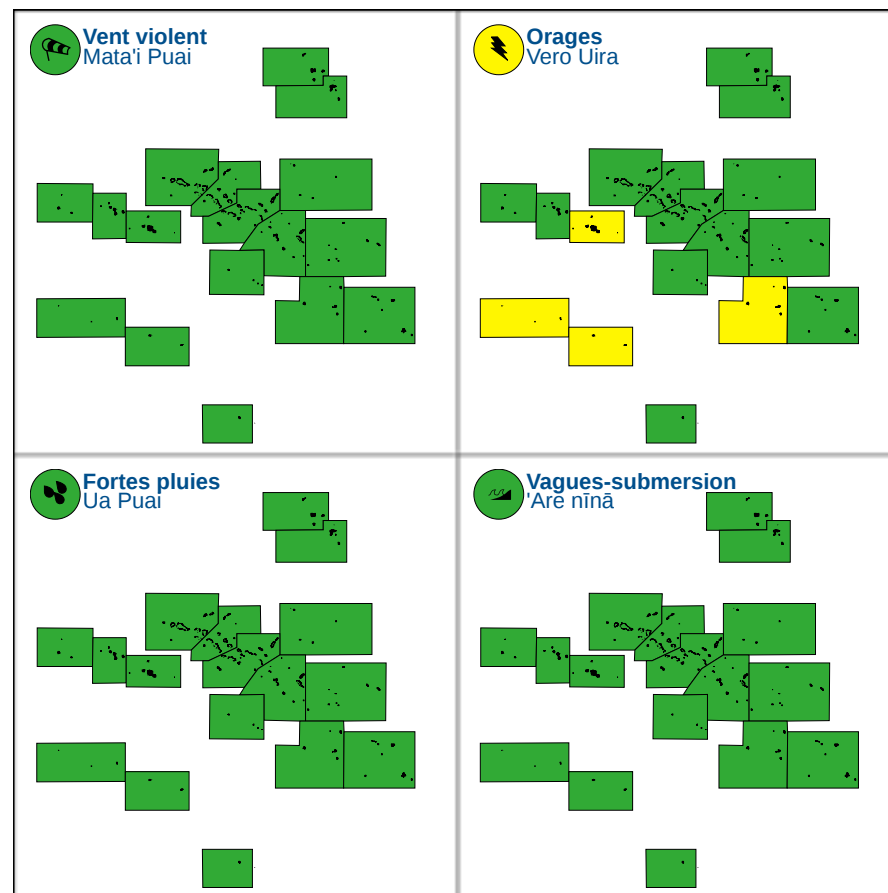 Vent violent
Mata'i Puai
Orages
Vero Uira
Fortes pluies
Ua Puai
Vagues-submersion
'Are nīnā